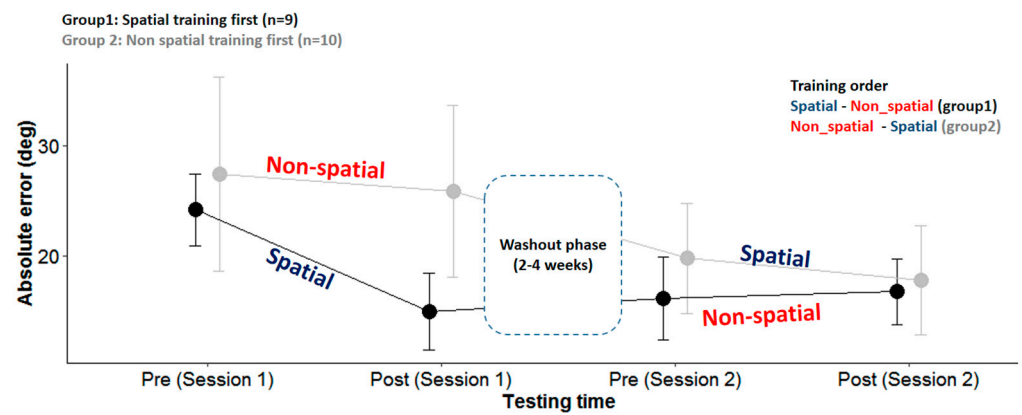 Group1: Spatial training first (n=9)
Group 2: Non spatial training first (n=10)
Training order
Spatial - Non_spatial (group1)
Non_spatial - Spatial (group2)
Absolute error (deg)
30
20
Non-spatial
Spatial
Washout phase
(2-4 weeks)
Spatial
Non-spatial
Pre (Session 1)
Post (Session 1)
Pre (Session 2)
Post (Session 2)
Testing time